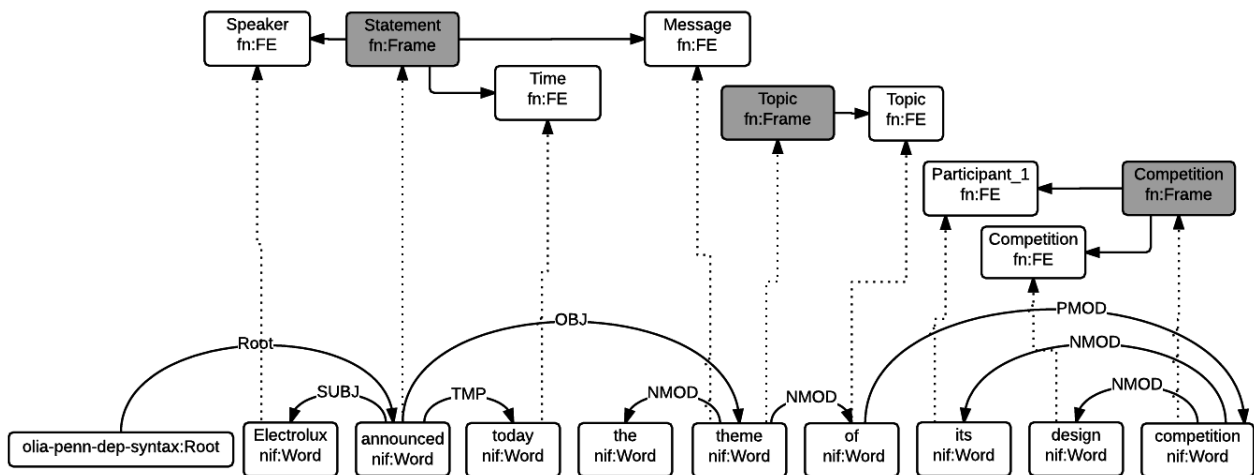 Speaker
fn:FE
Statement
fn:Frame
Message
fn:FE
Time
fn:FE
Topic
fn:Frame
Topic
fn:FE
Participant_1
fn:FE
Competition
fn:Frame
Competition
fn:FE
OBJ
PMOD
Root
NMOD
SUBJ
TMP
NMOD
NMOD
NMOD
olia-penn-dep-syntax:Root
Electrolux
nif:Word
announced
nif:Word
today
nif:Word
the
nif:Word
theme
nif:Word
of
nif:Word
its
nif:Word
design
nif:Word
competition
nif:Word